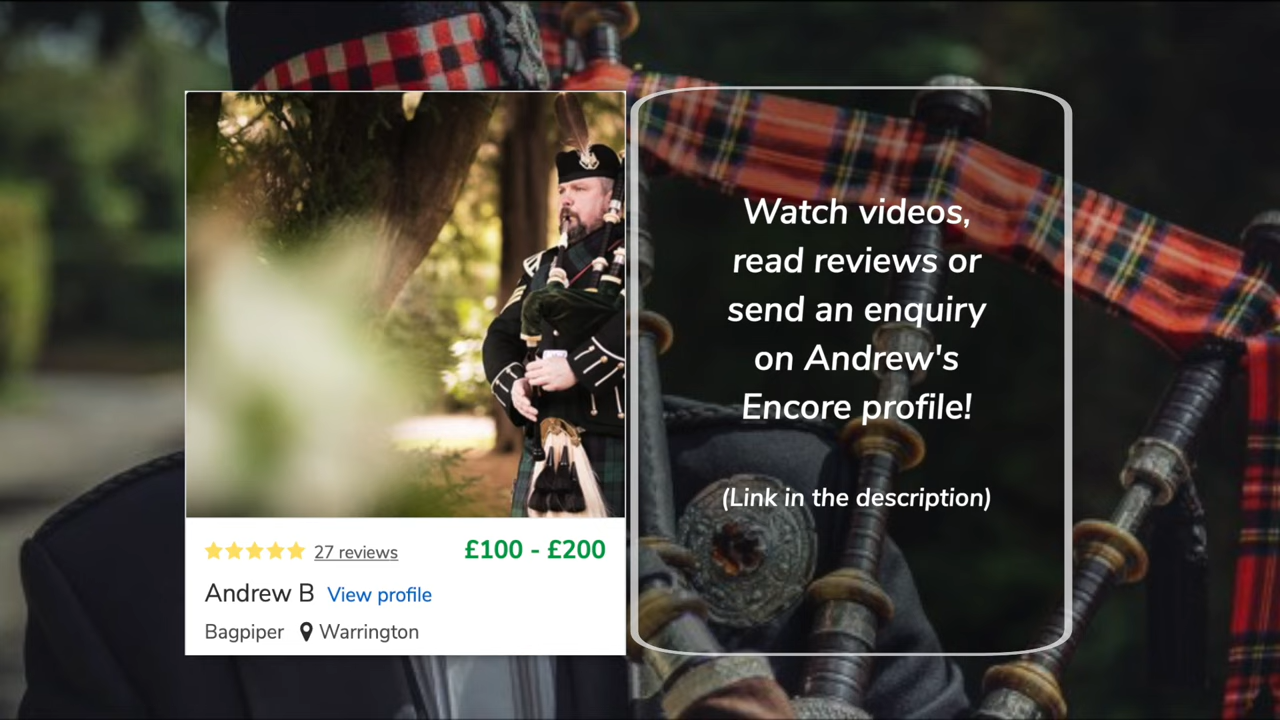 27 reviews £100 - £200
Andrew B View profile
Bagpiper Warrington
Watch videos,
read reviews or
send an enquiry
on Andrew's
Encore profile!
(Link in the description)